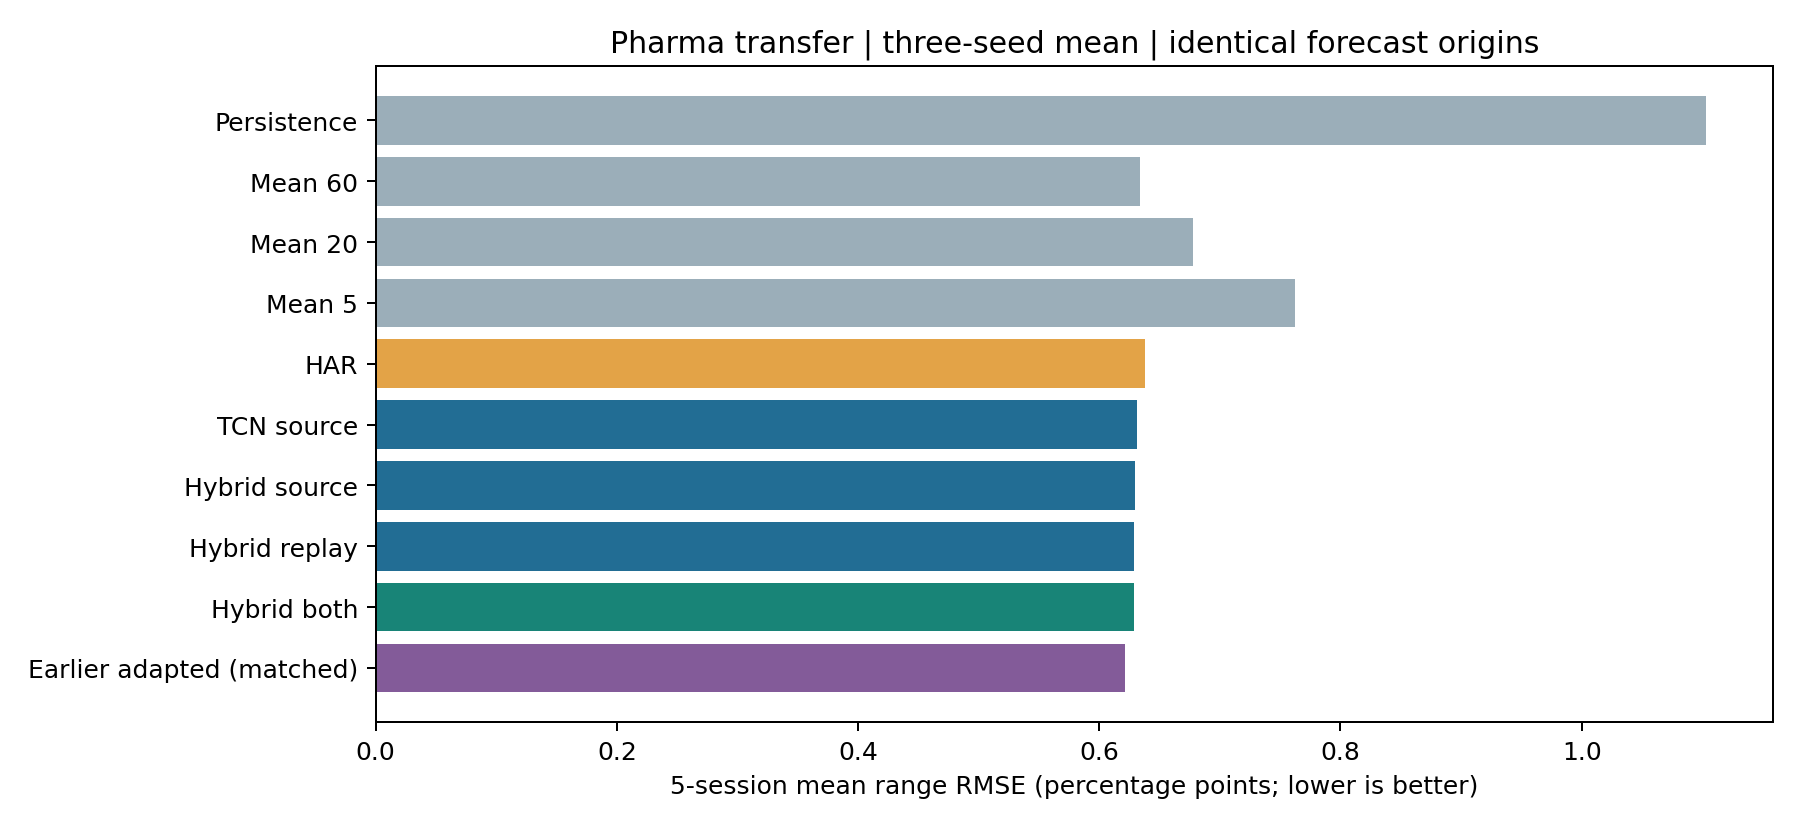 Pharma transfer | three-seed mean | identical forecast origins
Persistence
Mean 60
Mean 20
Mean 5
HAR
TCN source
Hybrid source
Hybrid replay
Hybrid both
Earlier adapted (matched)
0.0 0.2 0.4 0.6 0.8 1.0
5-session mean range RMSE (percentage points; lower is better)